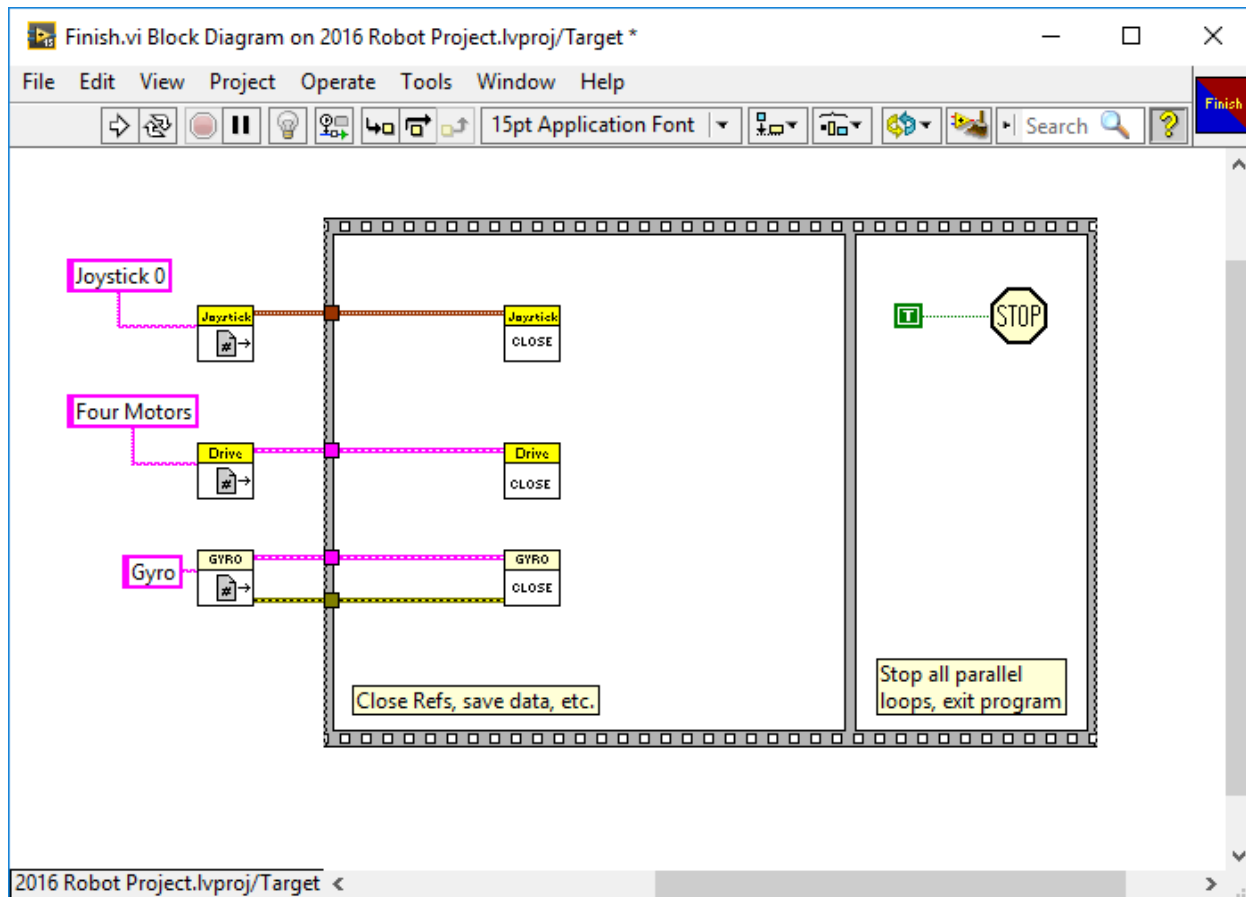 Finish.vi Block Diagram on 2016 Robot Project.lvproj/Target *
File Edit View Project Operate Tools Window Help
15pt Application Font
Search
?
Finish
15
Joystick 0
Joystick
#
Joystick
CLOSE
T
STOP
Four Motors
Drive
#
Drive
CLOSE
Gyro
GYRO
#
GYRO
CLOSE
Close Refs, save data, etc.
Stop all parallel
loops, exit program
2016 Robot Project.lvproj/Target